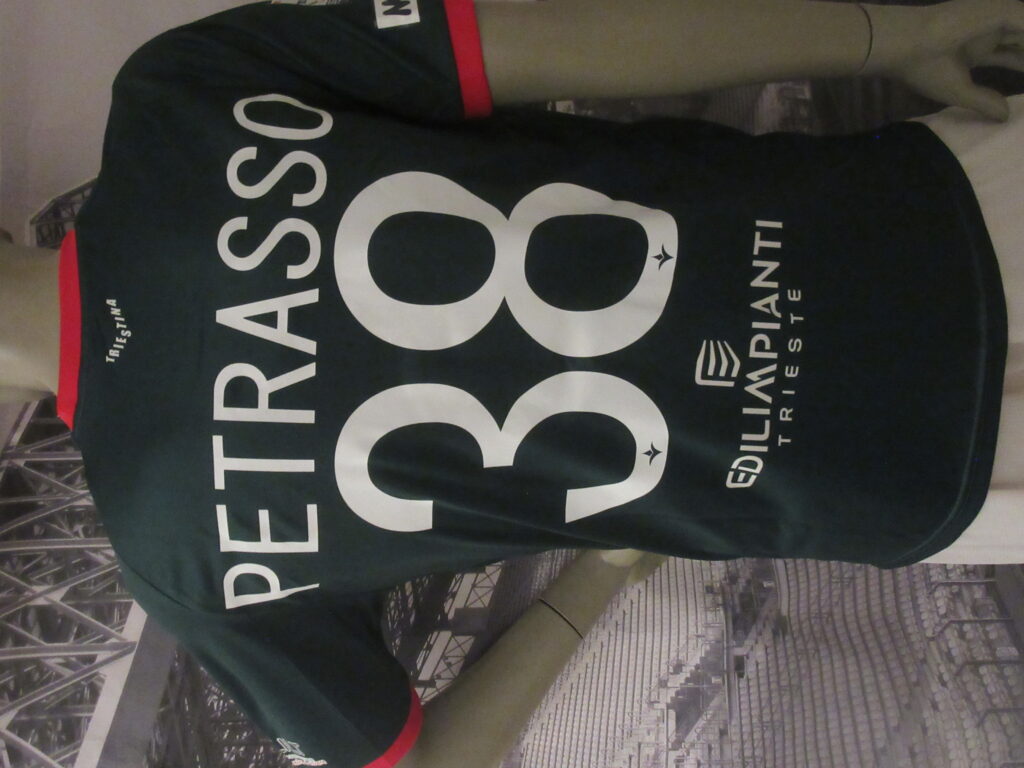 TRIESTINA
PETRASSO
38
EDILIMPIANTI
TRIESTE